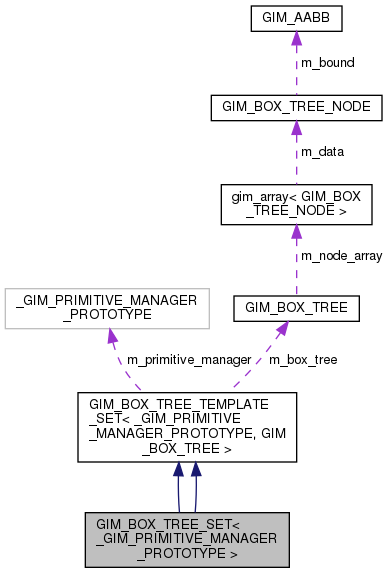 GIM_AABB
m_bound
GIM_BOX_TREE_NODE
m_data
gim_array< GIM_BOX
_TREE_NODE >
m_node_array
_GIM_PRIMITIVE_MANAGER
_PROTOTYPE
GIM_BOX_TREE
m_primitive_manager
m_box_tree
GIM_BOX_TREE_TEMPLATE
_SET< _GIM_PRIMITIVE
_MANAGER_PROTOTYPE, GIM
_BOX_TREE >
GIM_BOX_TREE_SET<
_GIM_PRIMITIVE_MANAGER
_PROTOTYPE >